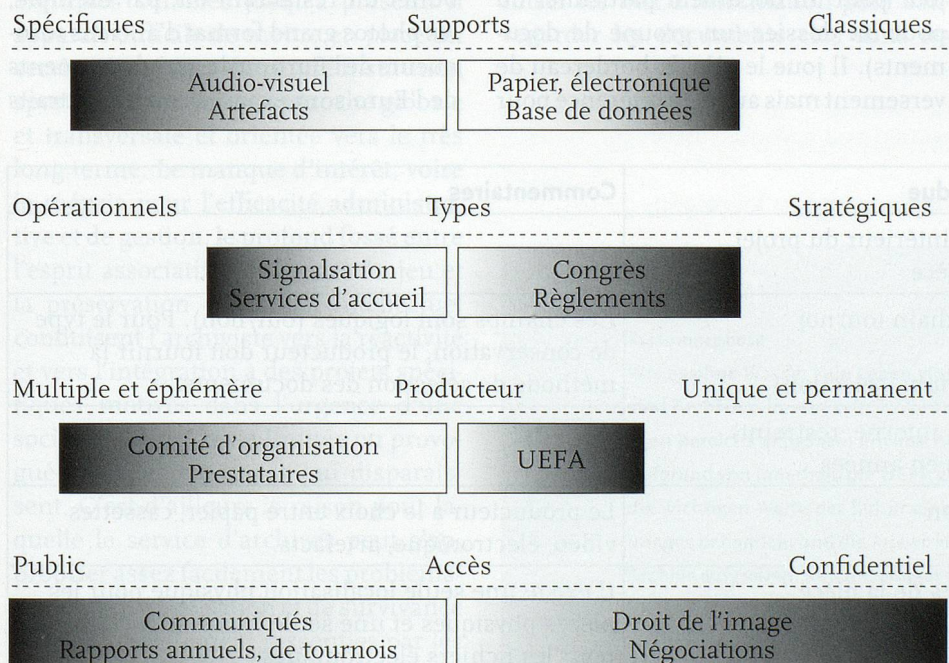 Spécifiques Supports Classiques
Audio-visuel
Artefacts
Papier, électronique
Base de données
Opérationnels Types Stratégiques
Signalsation
Services d'accueil
Congrès
Règlements
Multiple et éphémère Producteur Unique et permanent
Comité d'organisation
Prestataires
UEFA
Public Accès Confidentiel
Communiqués
Rapports annuels, de tournois
Droit de l'image
Négociations